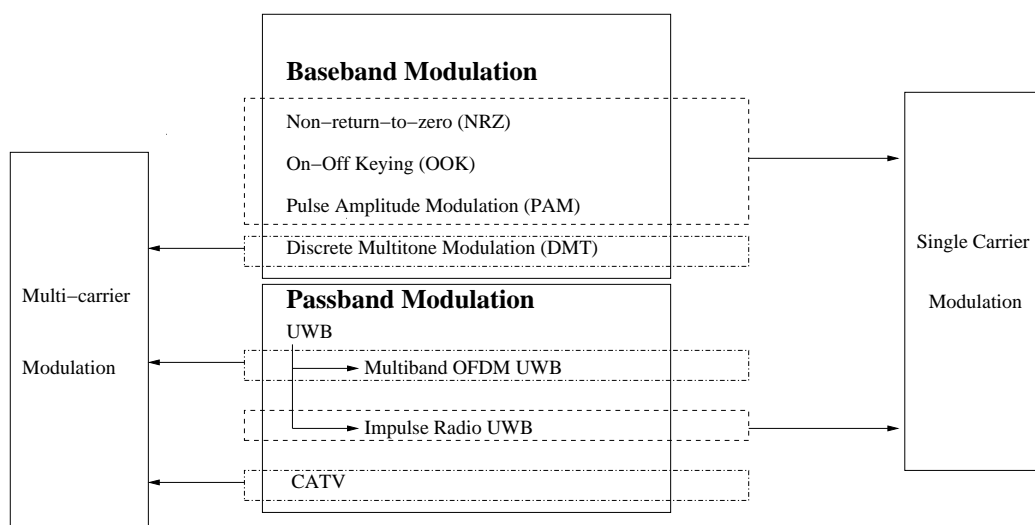 Baseband Modulation
Non−return−to−zero (NRZ)
On−Off Keying (OOK)
Pulse Amplitude Modulation (PAM)
Discrete Multitone Modulation (DMT)
Passband Modulation
UWB
Multiband OFDM UWB
Impulse Radio UWB
CATV
Multi−carrier
Modulation
Single Carrier
Modulation